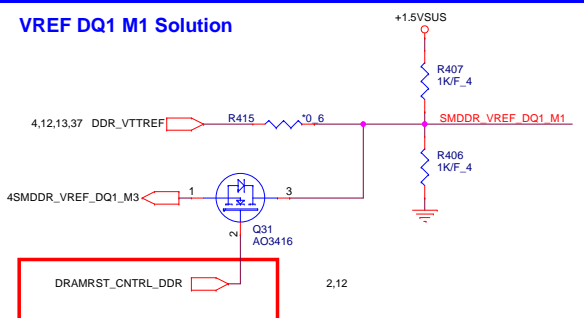 VREF DQ1 M1 Solution
+1.5VSUS
R407
1K/F_4
4,12,13,37 DDR_VTTREF
R415
*0_6
SMDDR_VREF_DQ1_M1
R406
1K/F_4
4SMDDR_VREF_DQ1_M3
1
3
2
Q31
AO3416
DRAMRST_CNTRL_DDR
2,12